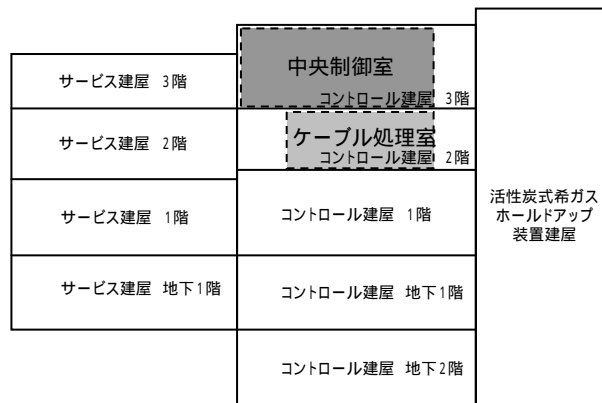 中央制御室
コントロール建屋 3階
サービス建屋 3階
ケーブル処理室
コントロール建屋 2階
サービス建屋 2階
活性炭式希ガス
ホールドアップ
装置建屋
サービス建屋 1階
コントロール建屋 1階
サービス建屋 地下1階
コントロール建屋 地下1階
コントロール建屋 地下2階